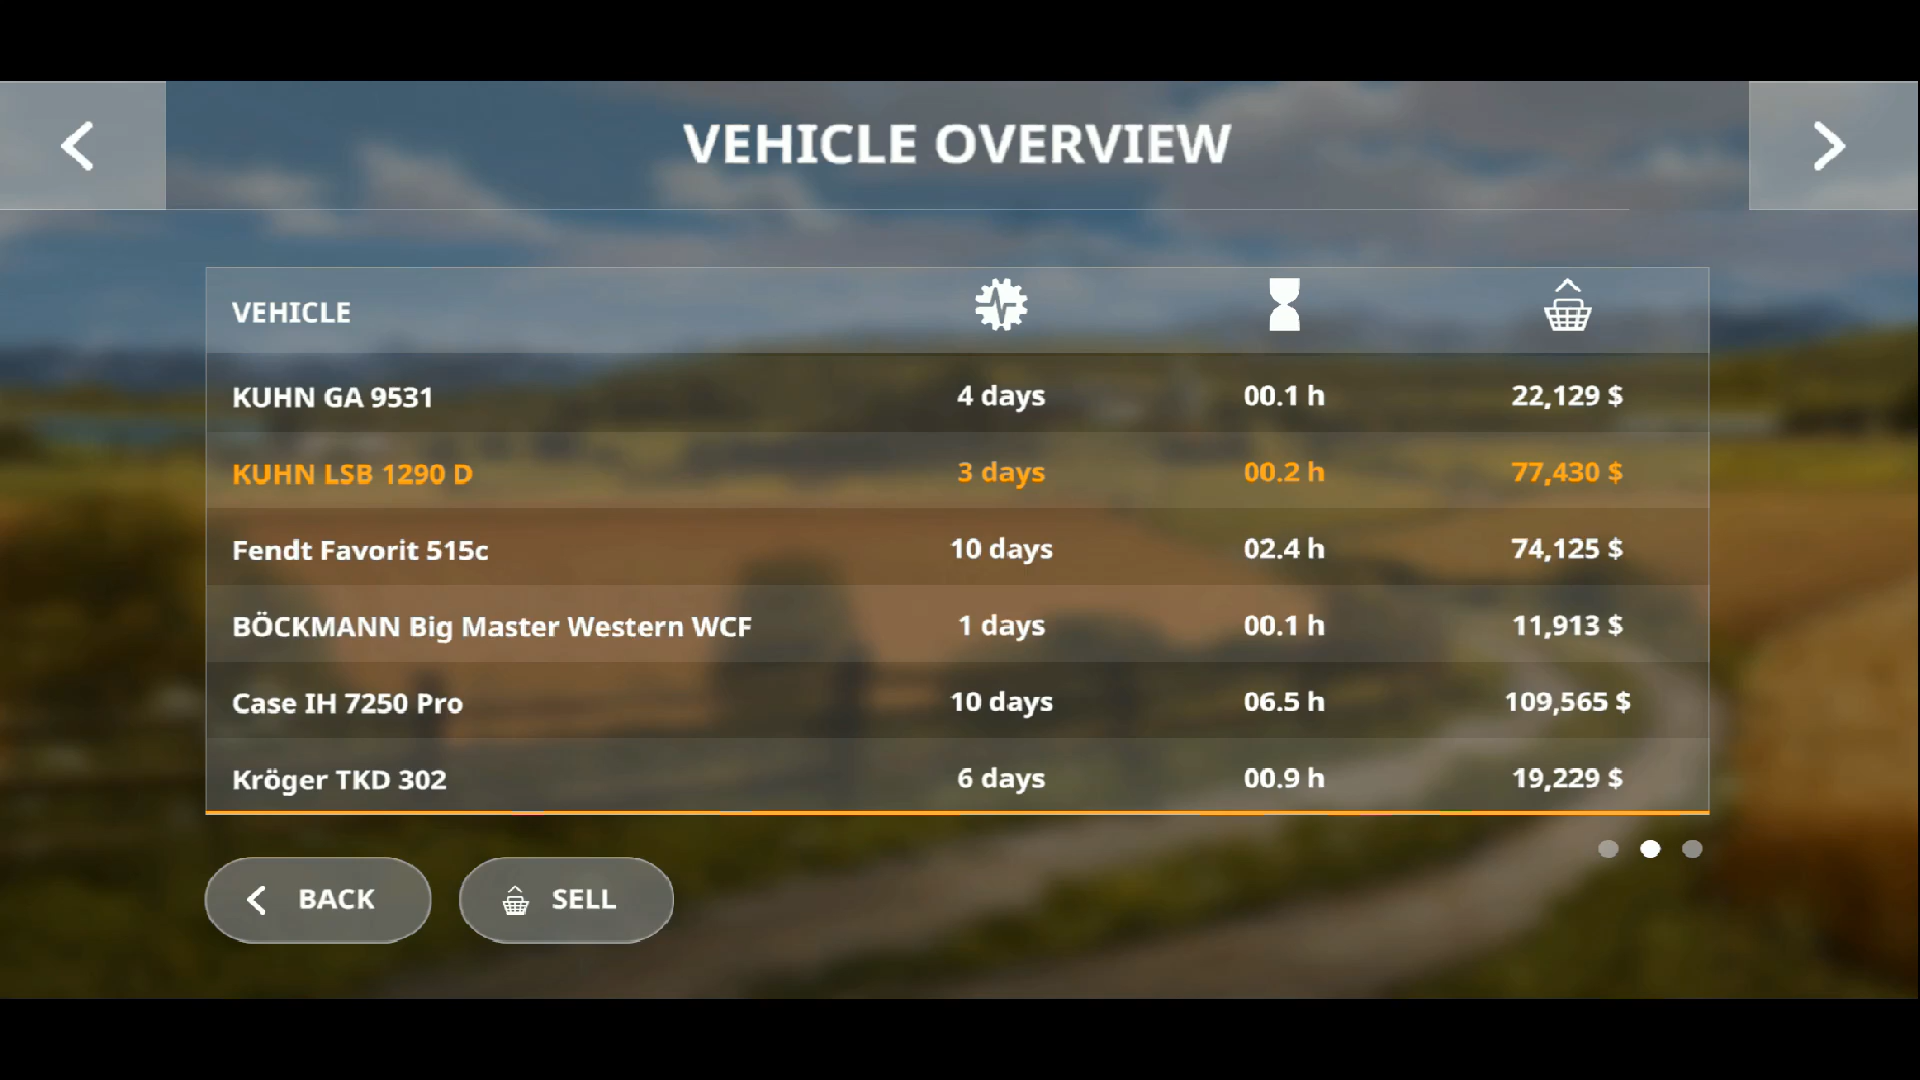 VEHICLE OVERVIEW
VEHICLE
KUHN GA 9531 4 days 00.1 h 22,129 $
KUHN LSB 1290 D 3 days 00.2 h 77,430 $
Fendt Favorit 515c 10 days 02.4 h 74,125 $
BÖCKMANN Big Master Western WCF 1 days 00.1 h 11,913 $
Case IH 7250 Pro 10 days 06.5 h 109,565 $
Kröger TKD 302 6 days 00.9 h 19,229 $
BACK SELL